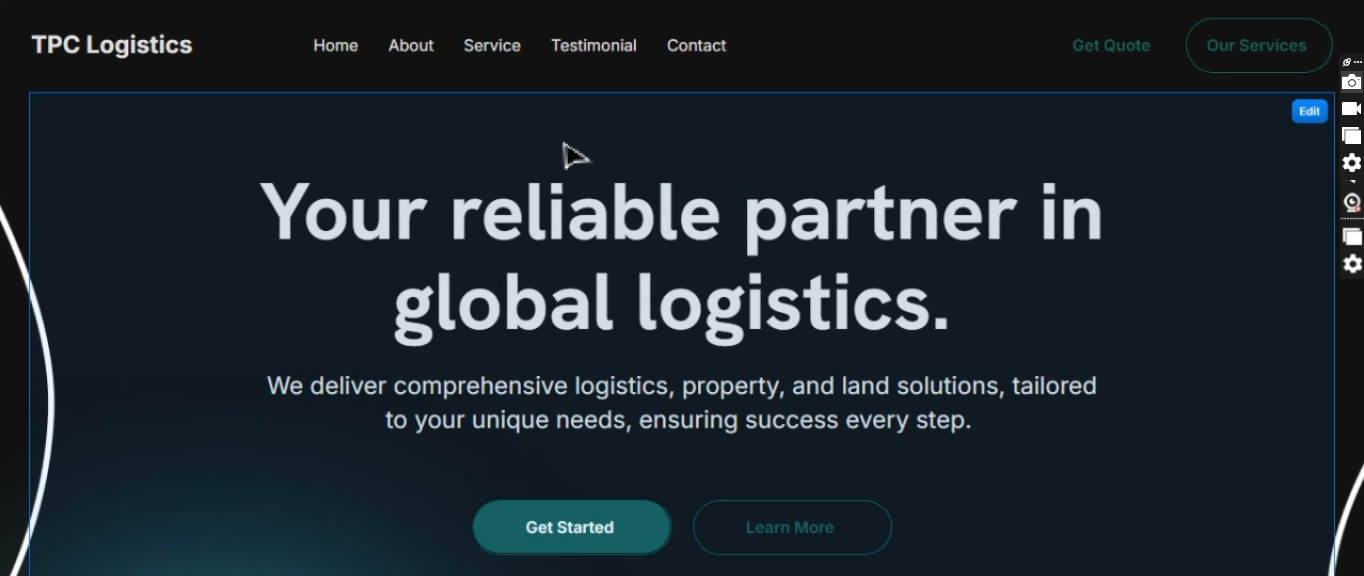 TPC Logistics
Home About Service Testimonial Contact
Get Quote Our Services
Edit
Your reliable partner in
global logistics.
We deliver comprehensive logistics, property, and land solutions, tailored
to your unique needs, ensuring success every step.
Get Started Learn More